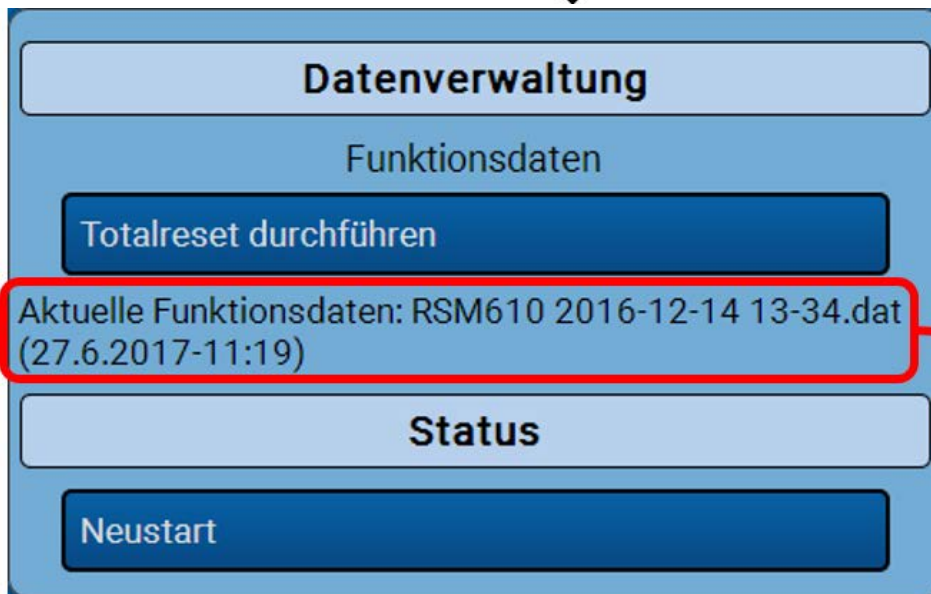 Datenverwaltung
Funktionsdaten
Totalreset durchführen
Aktuelle Funktionsdaten: RSM610 2016-12-14 13-34.dat
(27.6.2017-11:19)
Status
Neustart